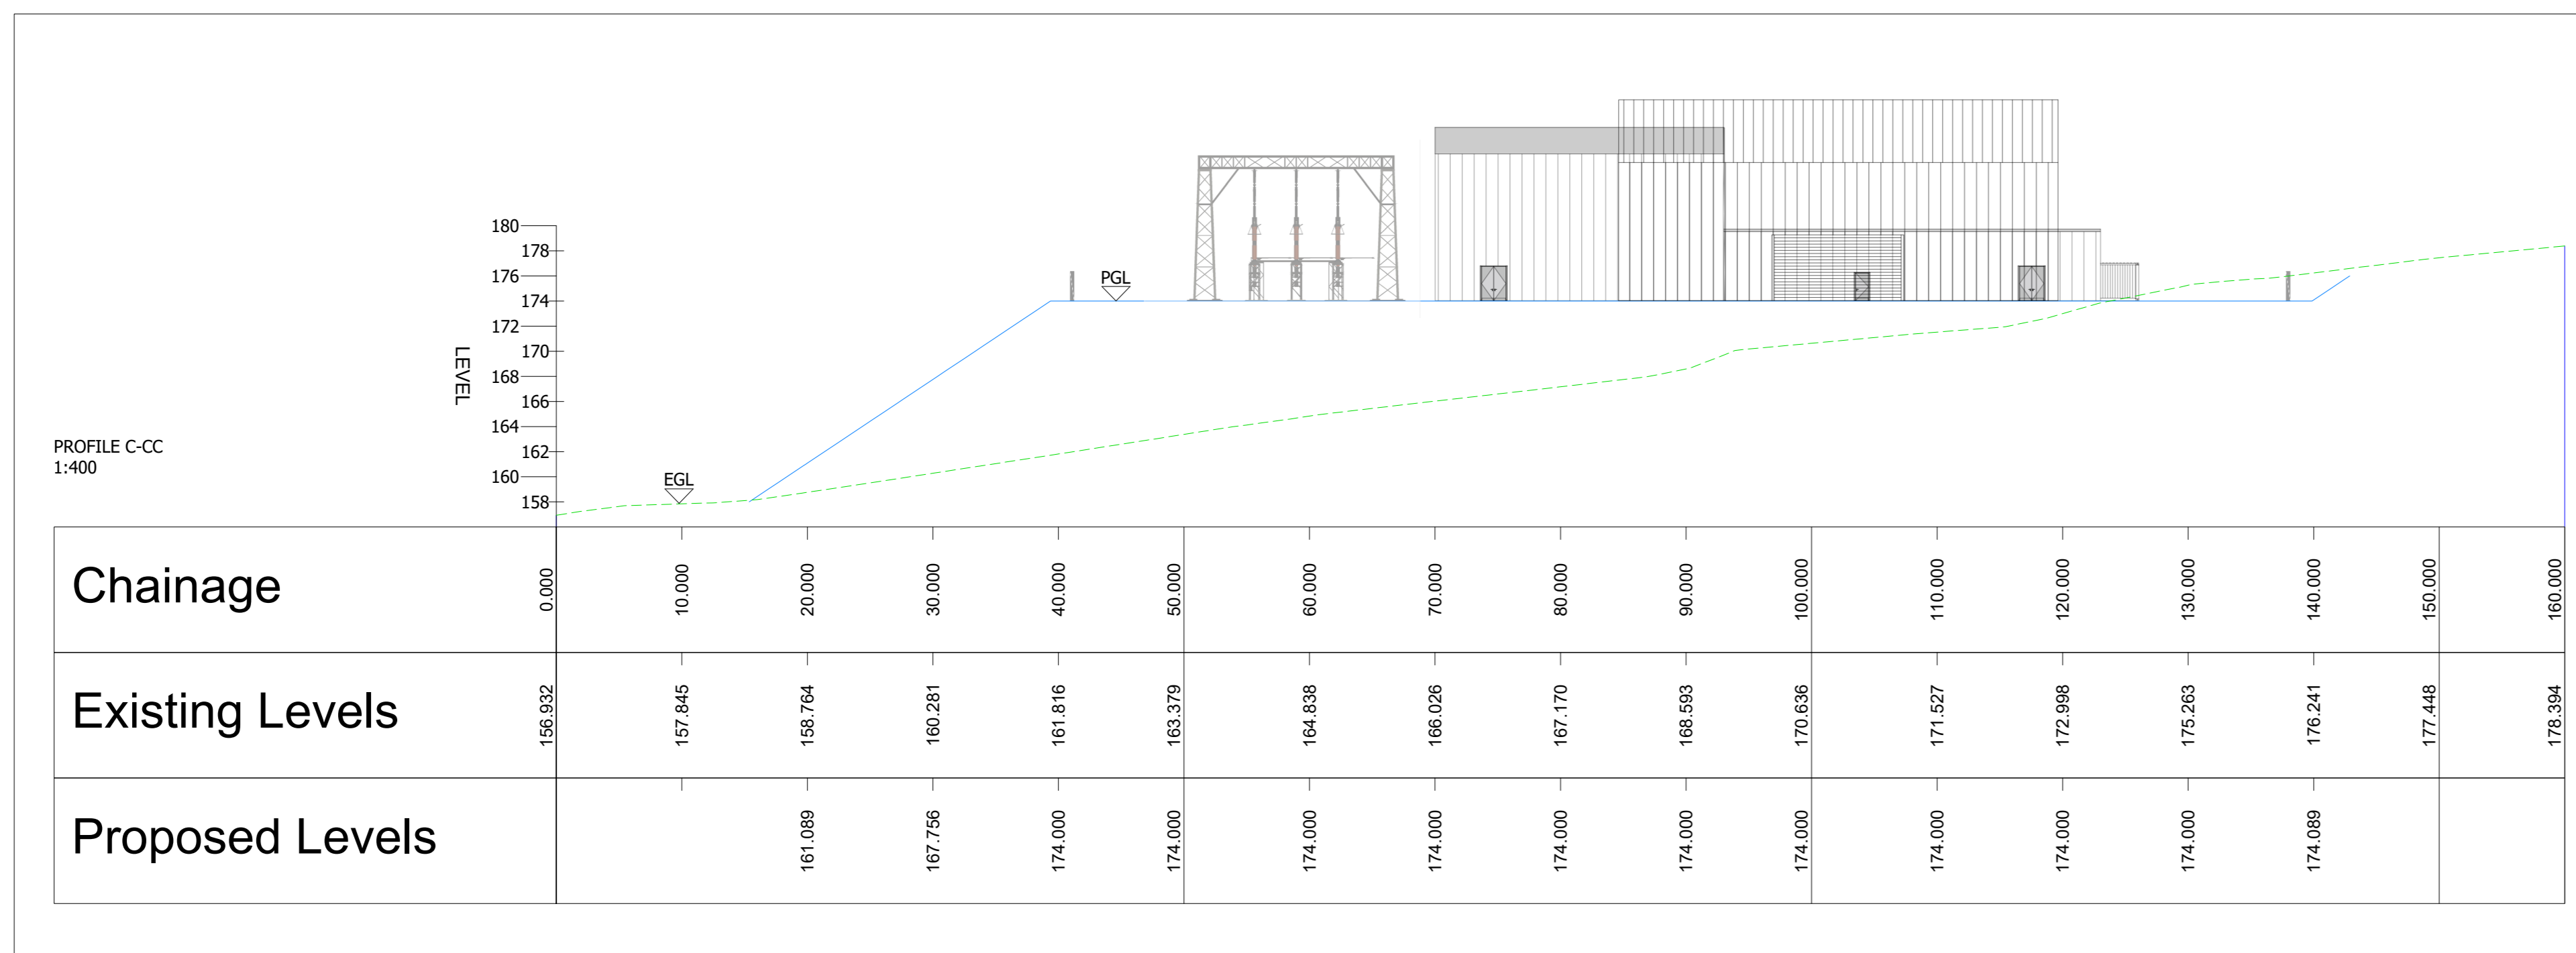 180
178
176
174
172
170
168
166
164
162
160
158
LEVEL
PGL
EGL
PROFILE C-CC
1:400
Chainage 0.000 10.000 20.000 30.000 40.000 50.000 60.000 70.000 80.000 90.000 100.000 110.000 120.000 130.000 140.000 150.000 160.000
Existing Levels 156.932 157.845 158.764 160.281 161.816 163.379 164.838 166.026 167.170 168.593 170.636 171.527 172.998 175.263 176.241 177.448 178.394
Proposed Levels 161.089 167.756 174.000 174.000 174.000 174.000 174.000 174.000 174.000 174.000 174.000 174.000 174.089